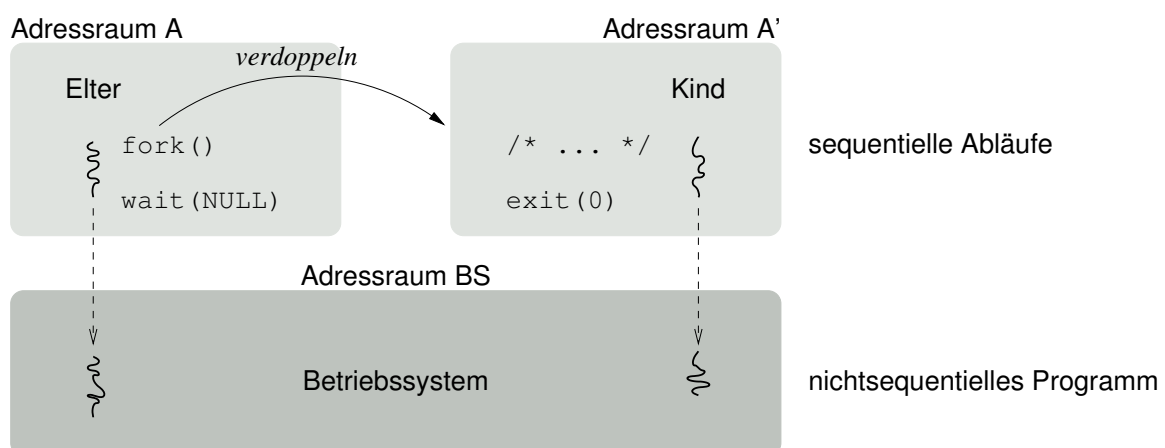 Adressraum A
Adressraum A'
verdoppeln
Elter
Kind
fork()
/* ... */
sequentielle Abläufe
wait(NULL)
exit(0)
Adressraum BS
Betriebssystem
nichtsequentielles Programm